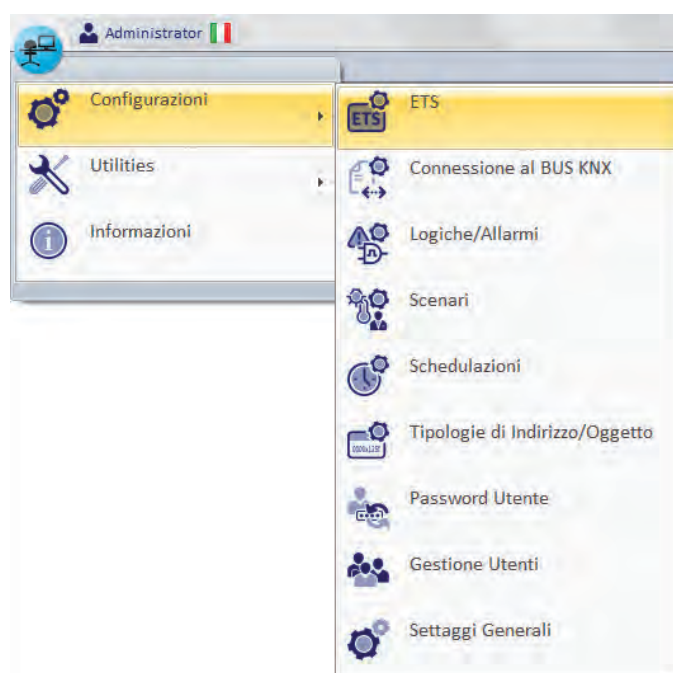 Administrator
Configurazioni
Utilities
Informazioni
ETS
ETS
Connessione al BUS KNX
Logiche/Allarmi
Scenari
Schedulazioni
Tipologie di Indirizzo/Oggetto
Password Utente
Gestione Utenti
Settaggi Generali